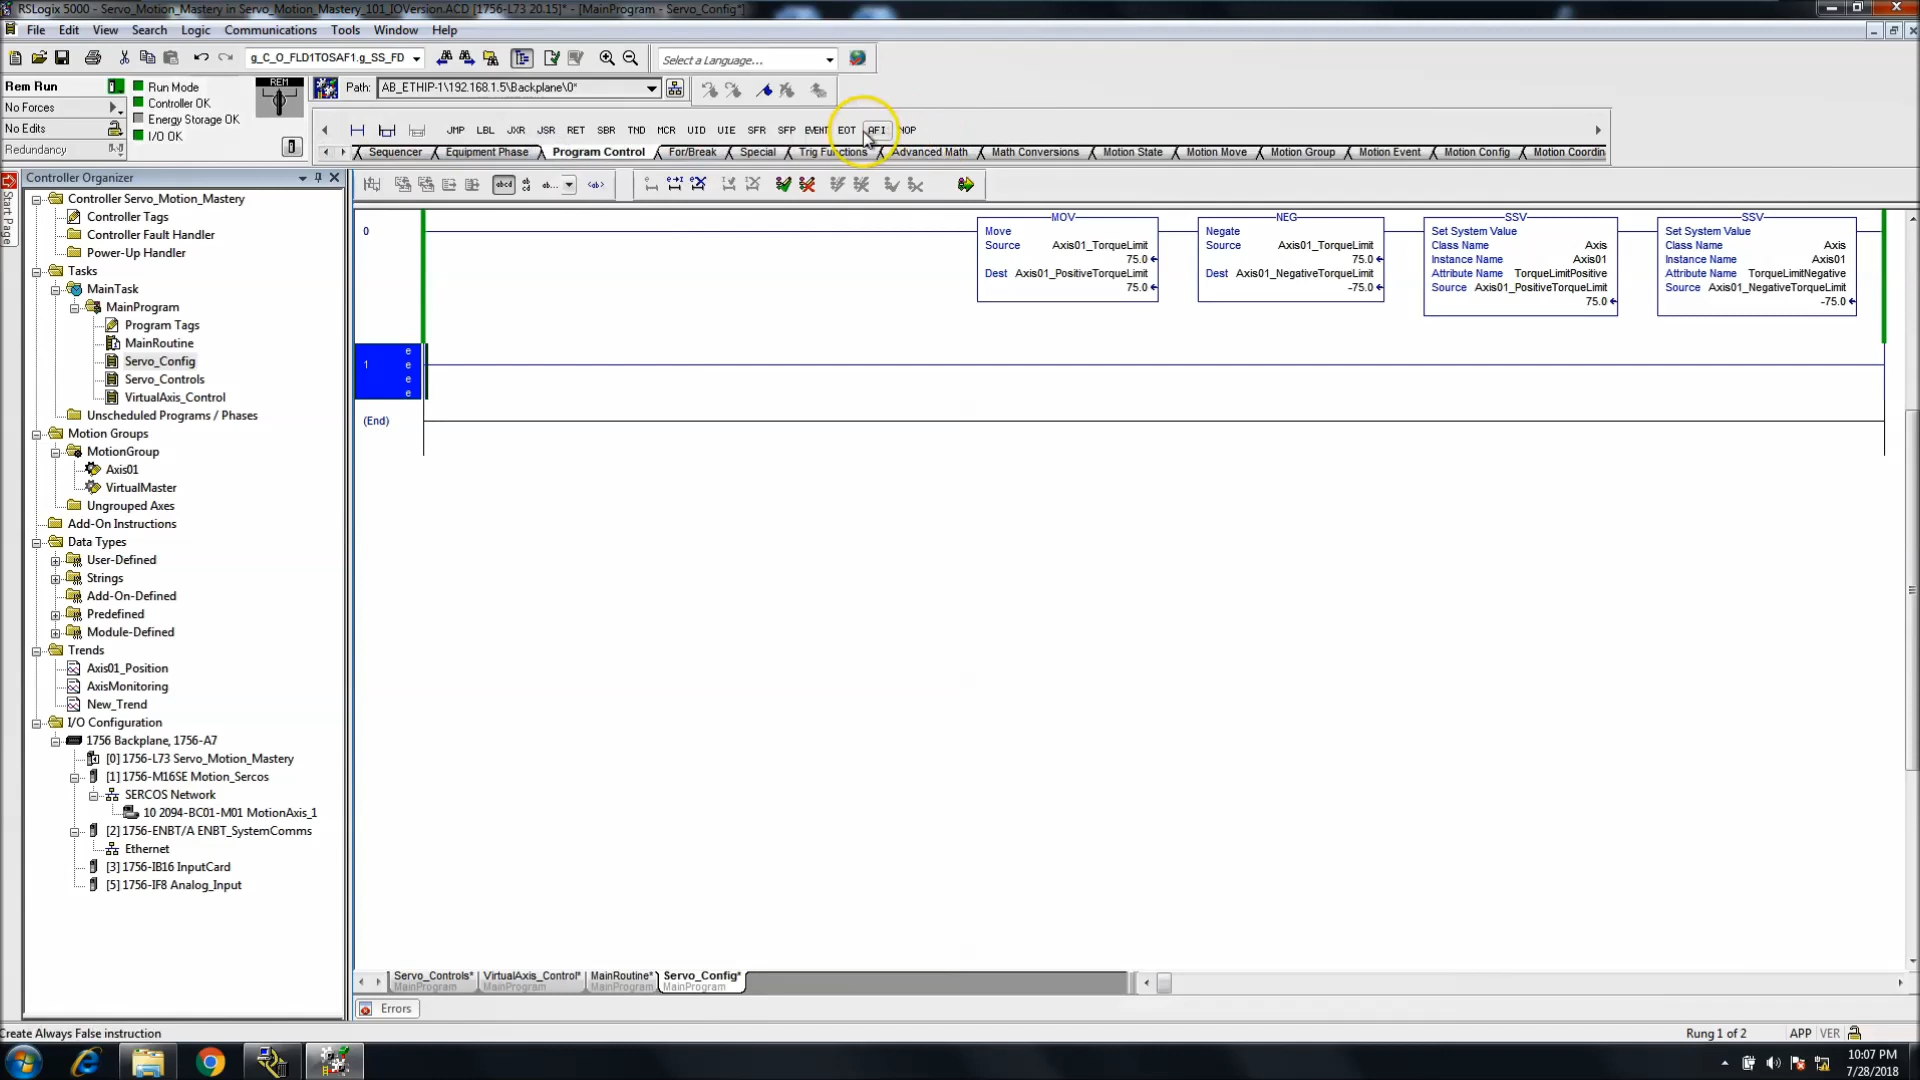 RSLogix 5000 - Servo_Motion_Mastery in Servo_Motion_Mastery_101_IOVersion.ACD [1756-L73 20.15]* - [MainProgram - Servo_Config*]
File Edit View Search Logic Communications Tools Window Help
g_C_O_FLD1TOSAF1.g_SS_FD
Select a Language...
Rem Run
Run Mode
REM
Path: AB_ETHIP-1\192.168.1.5\Backplane\0*
No Forces
Controller OK
No Edits
Energy Storage OK
I/O OK
Redundancy
JMP LBL JXR JSR RET SBR TND MCR UID UIE SFR SFP EVENT EOT AFI NOP
Sequencer Equipment Phase Program Control For/Break Special Trig Functions Advanced Math Math Conversions Motion State Motion Move Motion Group Motion Event Motion Config Motion Coordin
Start Page
Controller Organizer
Controller Servo_Motion_Mastery
Controller Tags
Controller Fault Handler
Power-Up Handler
Tasks
MainTask
MainProgram
Program Tags
MainRoutine
Servo_Config
Servo_Controls
VirtualAxis_Control
Unscheduled Programs / Phases
Motion Groups
MotionGroup
Axis01
VirtualMaster
Ungrouped Axes
Add-On Instructions
Data Types
User-Defined
Strings
Add-On-Defined
Predefined
Module-Defined
Trends
Axis01_Position
AxisMonitoring
New_Trend
I/O Configuration
1756 Backplane, 1756-A7
[0] 1756-L73 Servo_Motion_Mastery
[1] 1756-M16SE Motion_Sercos
SERCOS Network
10 2094-BC01-M01 MotionAxis_1
[2] 1756-ENBT/A ENBT_SystemComms
Ethernet
[3] 1756-IB16 InputCard
[5] 1756-IF8 Analog_Input
0
MOV
Move
Source Axis01_TorqueLimit
75.0
Dest Axis01_PositiveTorqueLimit
75.0
NEG
Negate
Source Axis01_TorqueLimit
75.0
Dest Axis01_NegativeTorqueLimit
-75.0
SSV
Set System Value
Class Name Axis
Instance Name Axis01
Attribute Name TorqueLimitPositive
Source Axis01_PositiveTorqueLimit
75.0
SSV
Set System Value
Class Name Axis
Instance Name Axis01
Attribute Name TorqueLimitNegative
Source Axis01_NegativeTorqueLimit
-75.0
e
1 e
e
e
(End)
Servo_Controls* VirtualAxis_Control* MainRoutine* Servo_Config*
MainProgram MainProgram MainProgram MainProgram
Errors
Create Always False instruction
Rung 1 of 2 APP VER
10:07 PM
7/28/2018